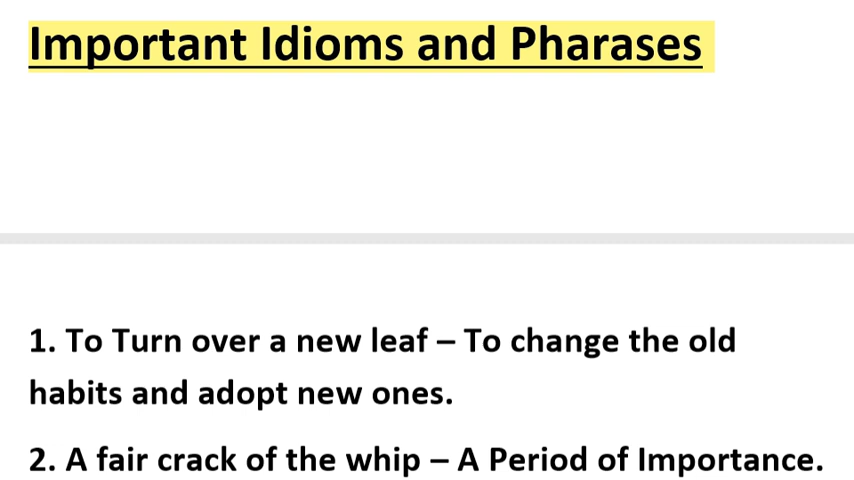 Important Idioms and Pharases
1. To Turn over a new leaf – To change the old
habits and adopt new ones.
2. A fair crack of the whip – A Period of Importance.